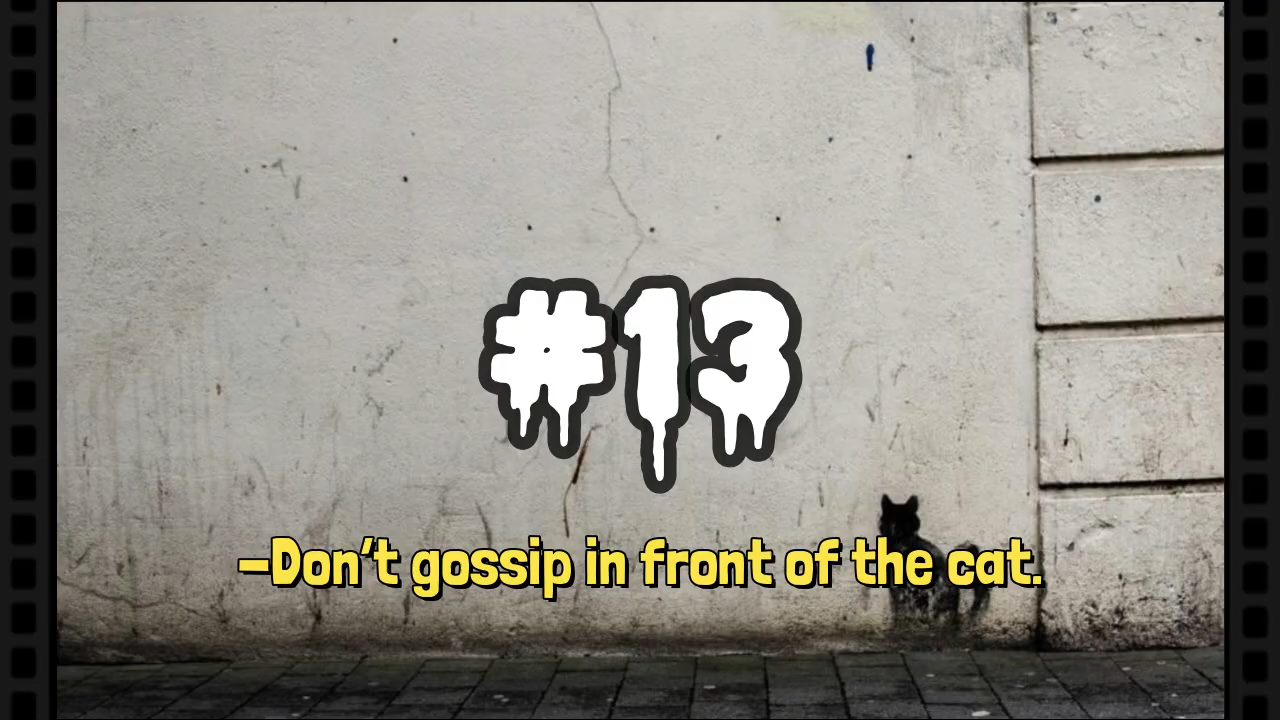 #13
–Don't gossip in front of the cat.